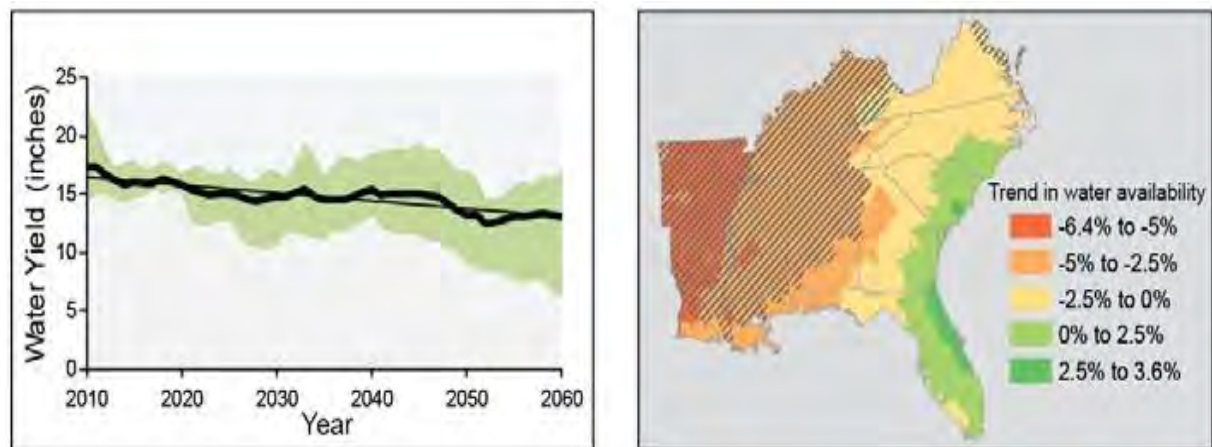 Water Yield (inches)
25
20
15
10
5
0
2010
2020
2030
2040
2050
2060
Year
Trend in water availability
-6.4% to -5%
-5% to -2.5%
-2.5% to 0%
0% to 2.5%
2.5% to 3.6%